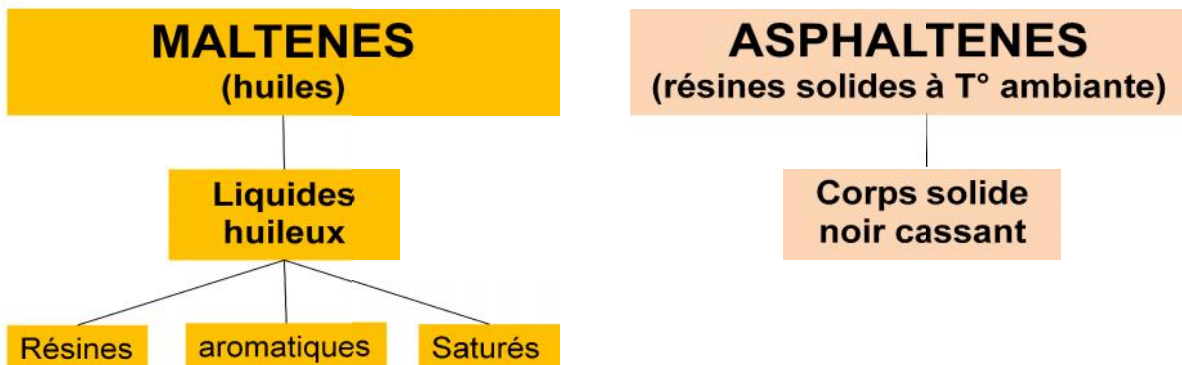 MALTENES
(huiles)
Liquides
huileux
Résines
aromatiques
Saturés
ASPHALTENES
(résines solides à T° ambiante)
Corps solide
noir cassant